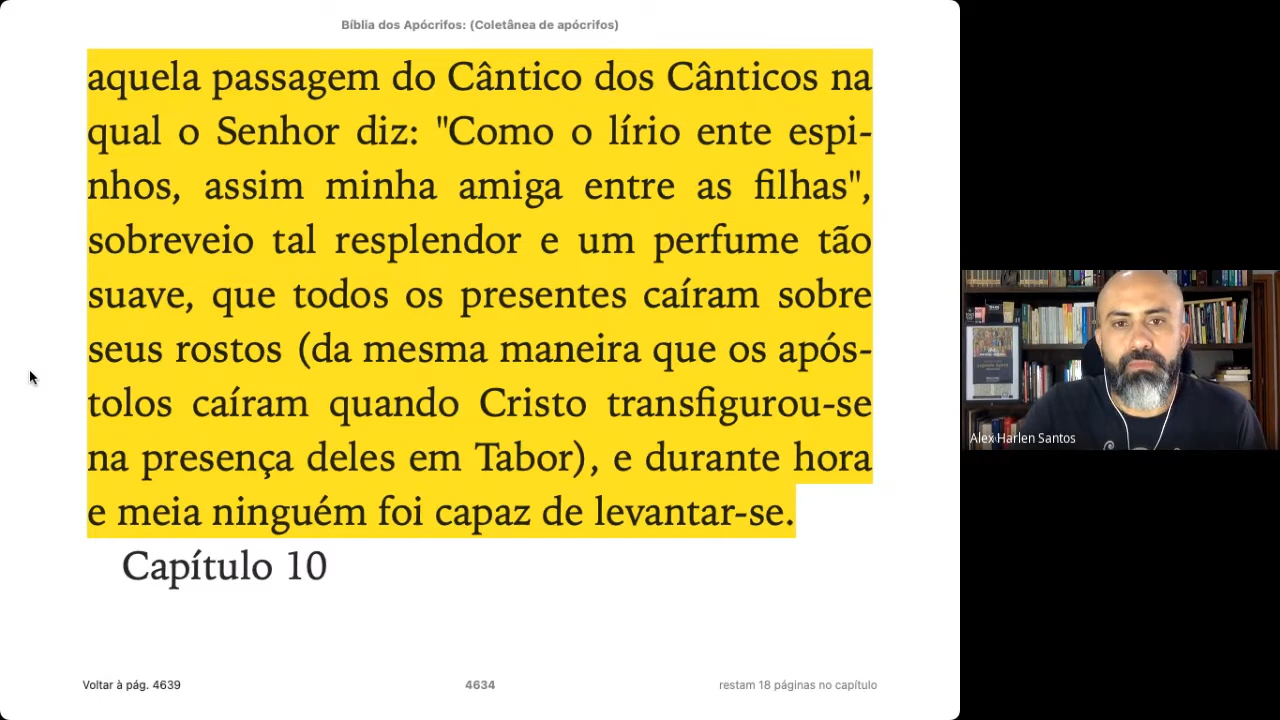 Bíblia dos Apócrifos: (Coletânea de apócrifos)
aquela passagem do Cântico dos Cânticos na
qual o Senhor diz: "Como o lírio ente espi-
nhos, assim minha amiga entre as filhas",
sobreveio tal resplendor e um perfume tão
suave, que todos os presentes caíram sobre
seus rostos (da mesma maneira que os após-
tolos caíram quando Cristo transfigurou-se
na presença deles em Tabor), e durante hora
e meia ninguém foi capaz de levantar-se.
Capítulo 10
Voltar à pág. 4639
4634
restam 18 páginas no capítulo
Alex Harlen Santos